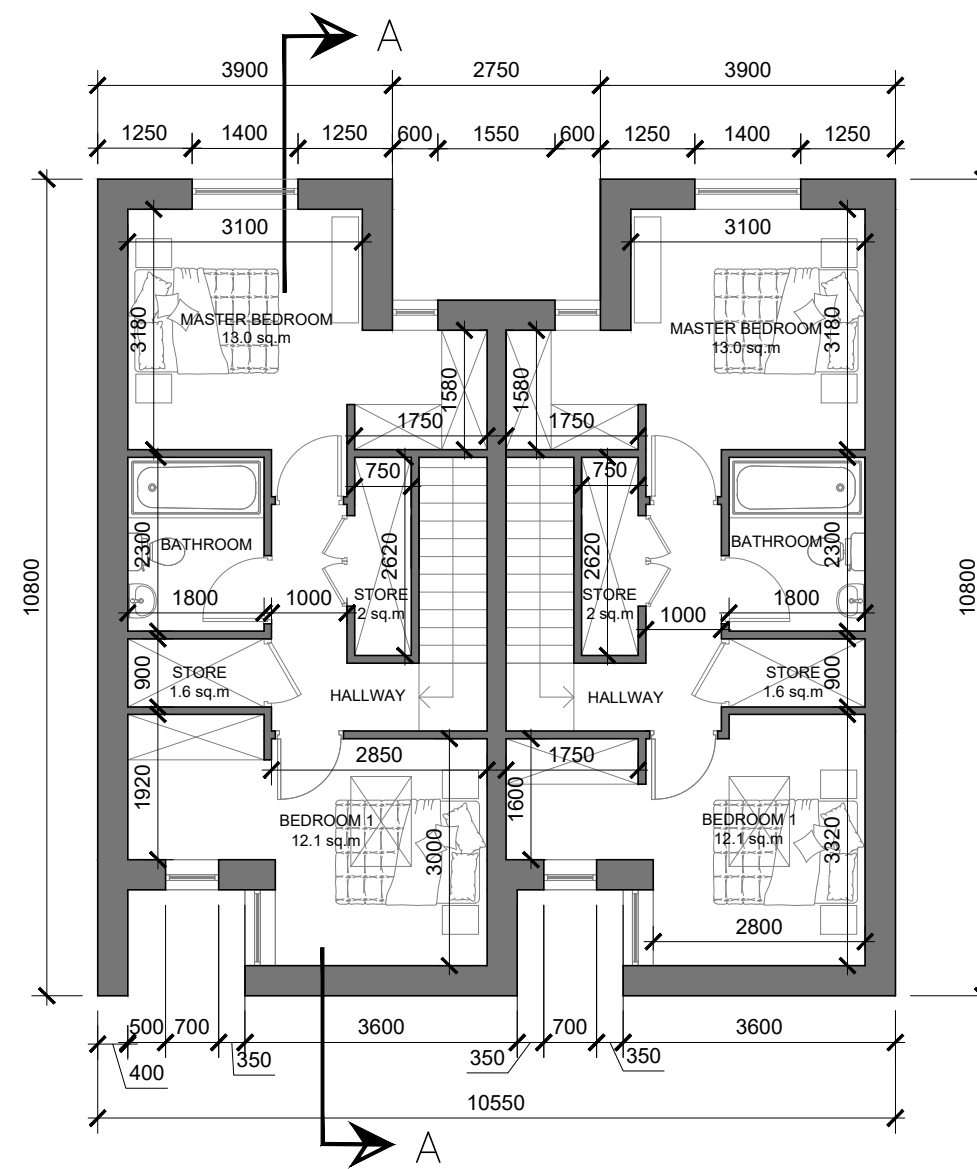 A
3900
2750
3900
1250
1400
1250
600
1550
600
1250
1400
1250
3100
3100
MASTER BEDROOM
13.0 sq.m
3180
MASTER BEDROOM
13.0 sq.m
3180
1580
1580
1750
1750
750
750
BATHROOM
2300
2620
2620
BATHROOM
2300
10800
10800
1800
1000
STORE
2 sq.m
STORE
2 sq.m
1000
1800
STORE
1.6 sq.m
900
STORE
1.6 sq.m
900
HALLWAY
HALLWAY
2850
1750
1920
1600
BEDROOM 1
12.1 sq.m
3000
BEDROOM 1
12.1 sq.m
3320
2800
500
700
3600
700
3600
400
350
350
350
10550
A